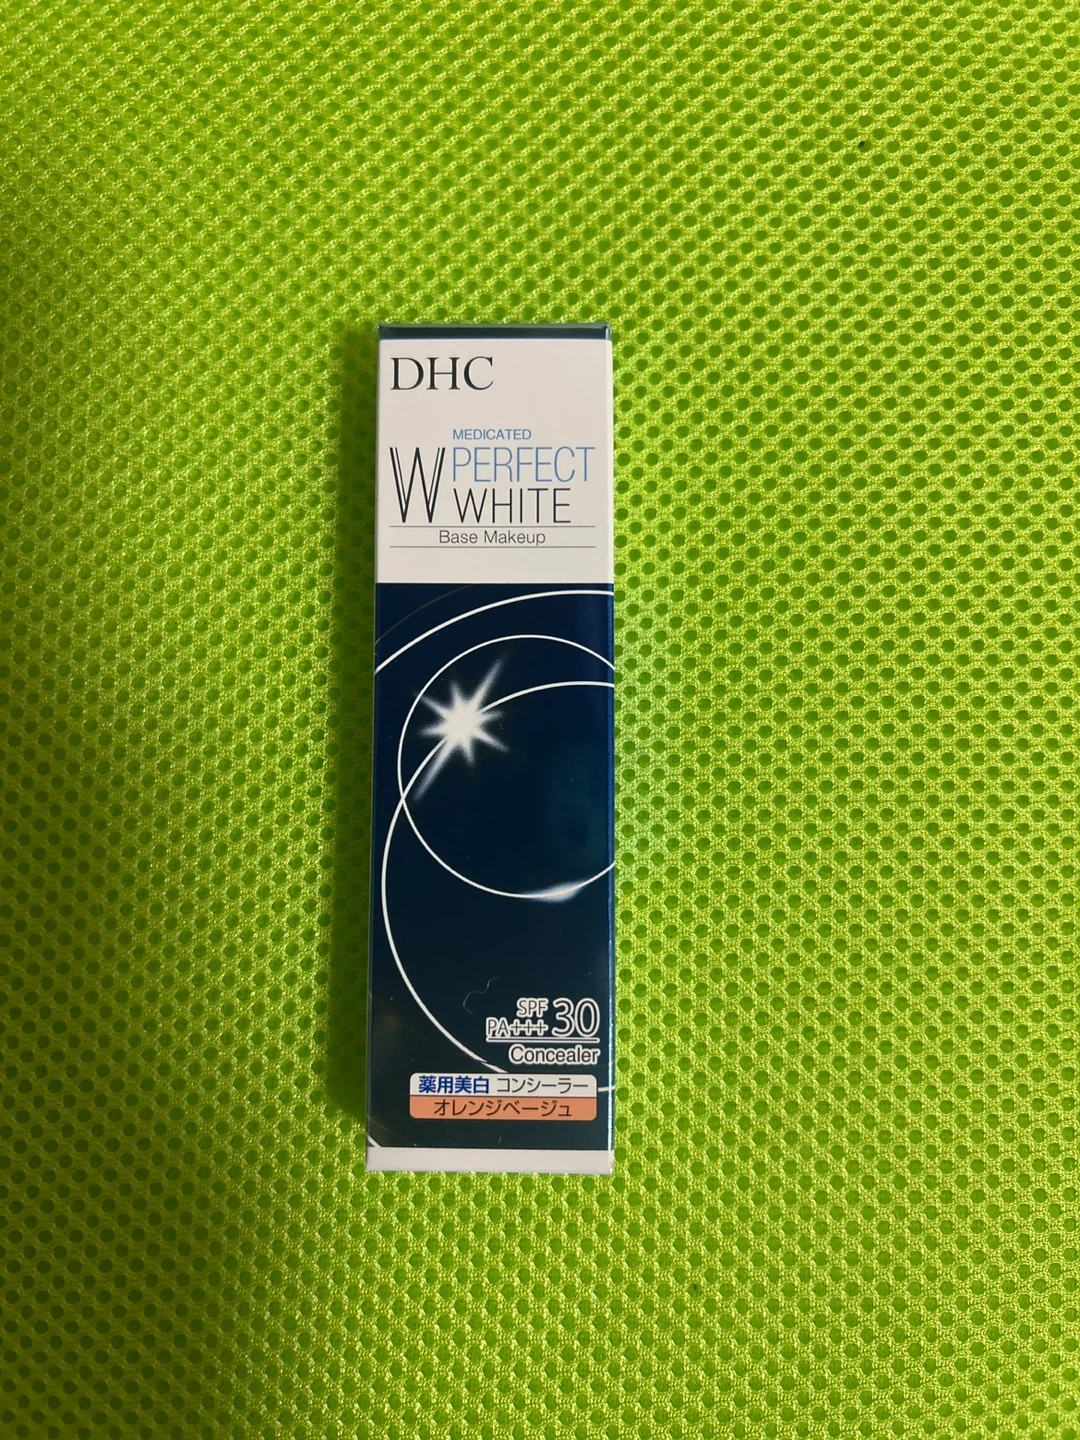 DHC
MEDICATED
W PERFECT
WHITE
Base Makeup
SPF
PA+++ 30
Concealer
薬用美白 コンシーラー
オレンジベージュ